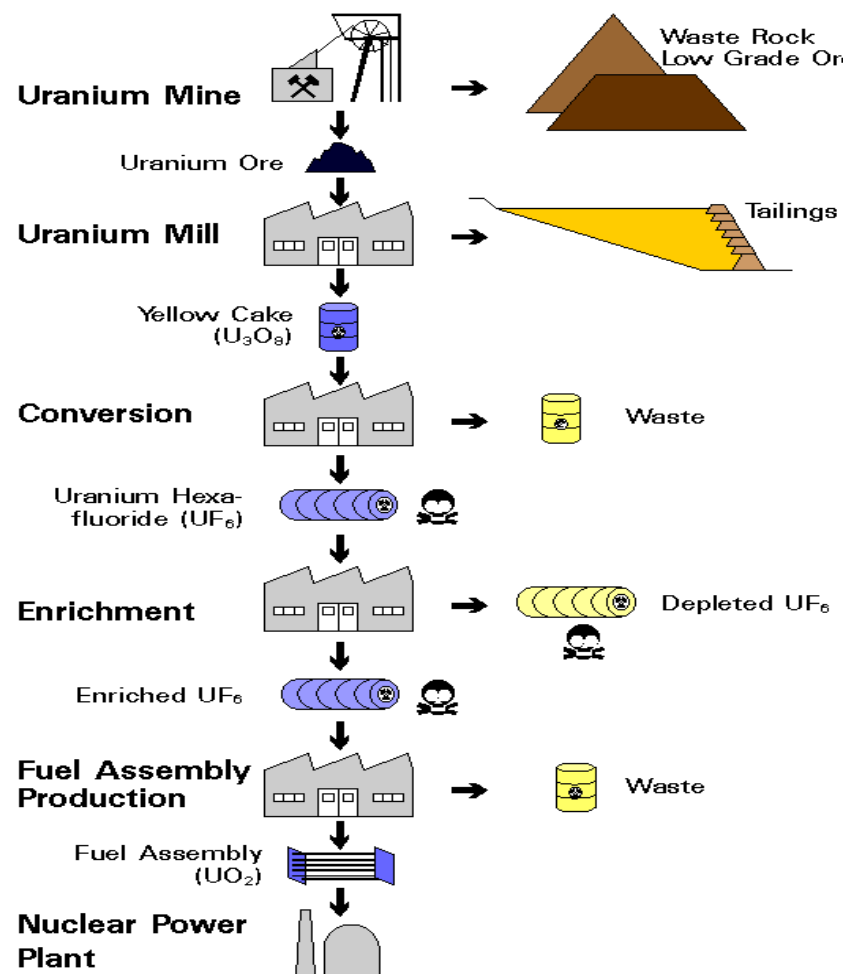 Waste Rock
Low Grade Or
Uranium Mine
Uranium Ore
Tailings
Uranium Mill
Yellow Cake
(U₃O₈)
Conversion
Waste
Uranium Hexa-
fluoride (UF₆)
Enrichment
Depleted UF₆
Enriched UF₆
Fuel Assembly
Production
Waste
Fuel Assembly
(UO₂)
Nuclear Power
Plant